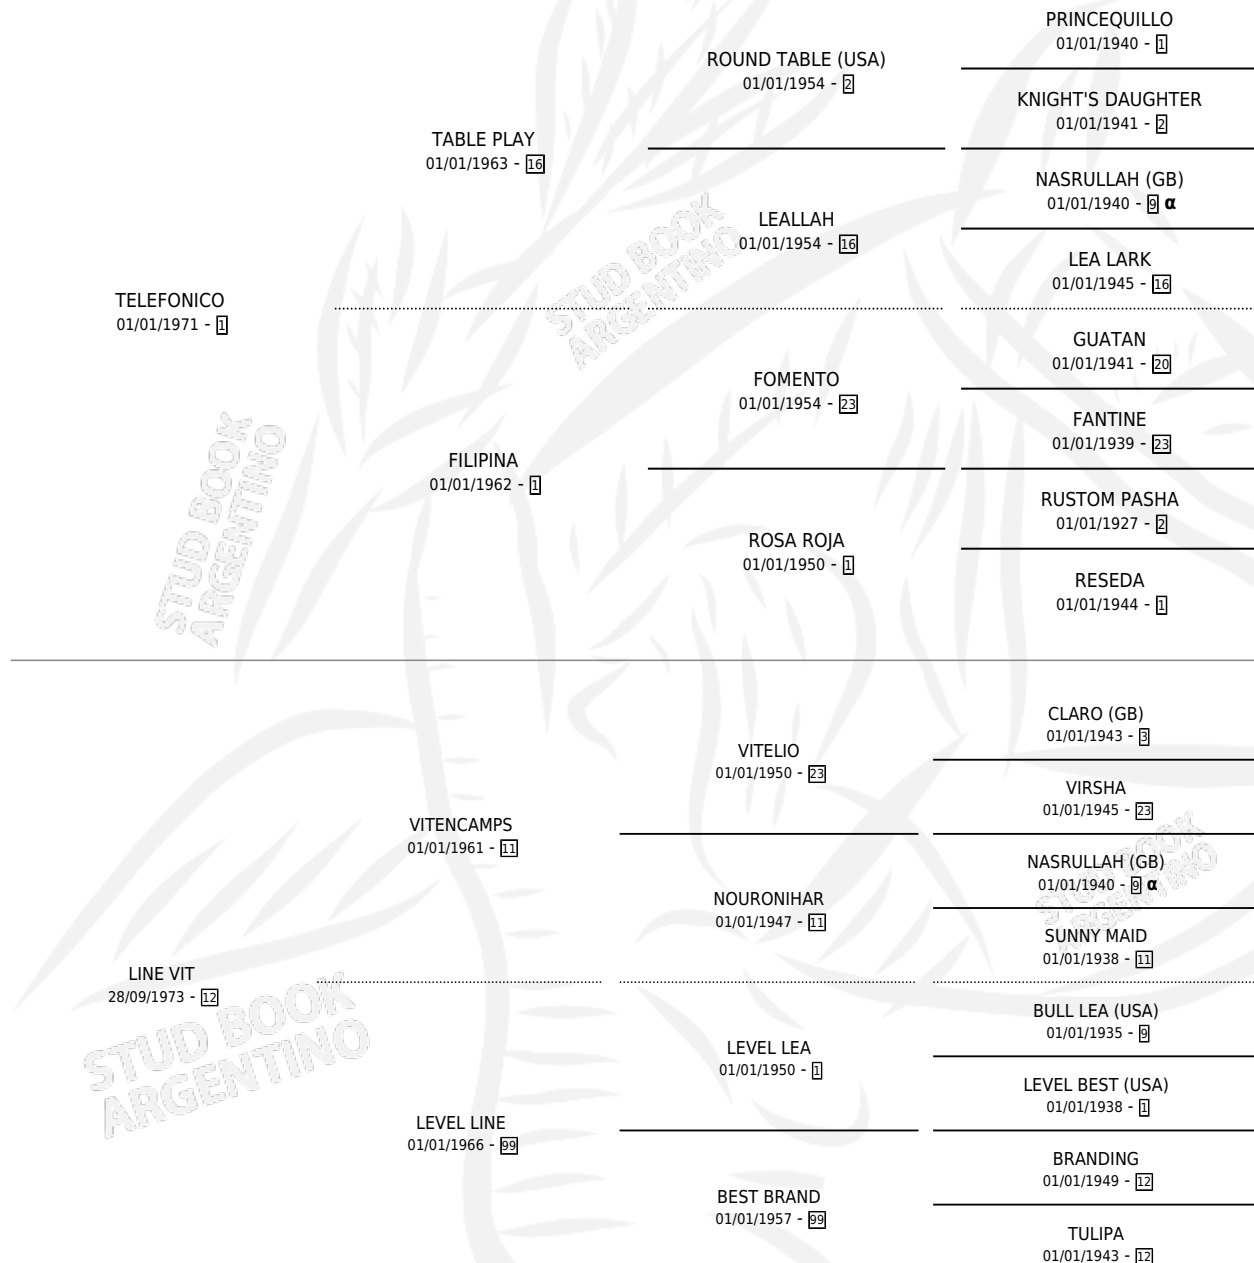 PRINCEQUILLO
01/01/1940 - 1
ROUND TABLE (USA)
01/01/1954 - 2
KNIGHT'S DAUGHTER
01/01/1941 - 2
TABLE PLAY
01/01/1963 - 16
NASRULLAH (GB)
01/01/1940 - 9 α
LEALLAH
01/01/1954 - 16
LEA LARK
01/01/1945 - 16
TELEFONICO
01/01/1971 - 1
GUATAN
01/01/1941 - 20
FOMENTO
01/01/1954 - 23
FANTINE
01/01/1939 - 23
FILIPINA
01/01/1962 - 1
RUSTOM PASHA
01/01/1927 - 2
ROSA ROJA
01/01/1950 - 1
RESEDA
01/01/1944 - 1
CLARO (GB)
01/01/1943 - 3
VITELIO
01/01/1950 - 23
VIRSHA
01/01/1945 - 23
VITENCAMPS
01/01/1961 - 11
NASRULLAH (GB)
01/01/1940 - 9 α
NOURONIHAR
01/01/1947 - 11
SUNNY MAID
01/01/1938 - 11
LINE VIT
28/09/1973 - 12
BULL LEA (USA)
01/01/1935 - 9
LEVEL LEA
01/01/1950 - 1
LEVEL BEST (USA)
01/01/1938 - 1
LEVEL LINE
01/01/1966 - 99
BRANDING
01/01/1949 - 12
BEST BRAND
01/01/1957 - 99
TULIPA
01/01/1943 - 12
STUD BOOK
ARGENTINO
STUD BOOK
ARGENTINO
STUD BOOK
ARGENTINO
STUD BOOK
ARGENTINO